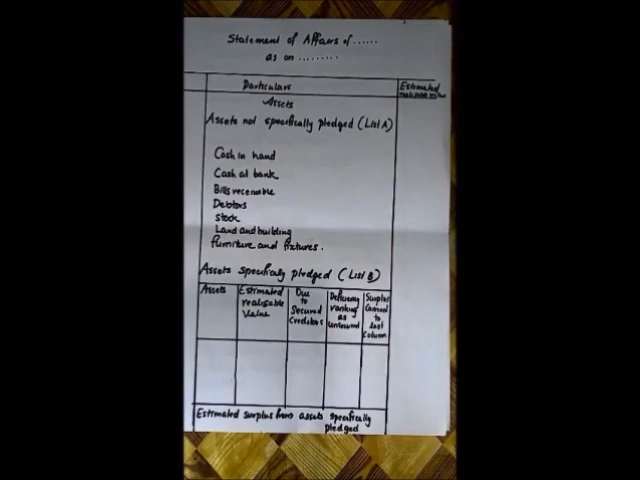 Statement of Affairs of ......
as on .........
Particulars
Estimated
Assets
Assets not specifically pledged (List A)
Cash in hand
Cash at bank
Bills receivable
Debtors
Stock
Land and building
Furniture and fixtures.
Assets specifically pledged (List B)
Assets
Estimated
realisable
Value
Due
to
Secured
Creditors
Deficiency
ranking
as
Unsecured
Surplus
Carried
to
last
Column
Estimated surplus from assets specifically
pledged